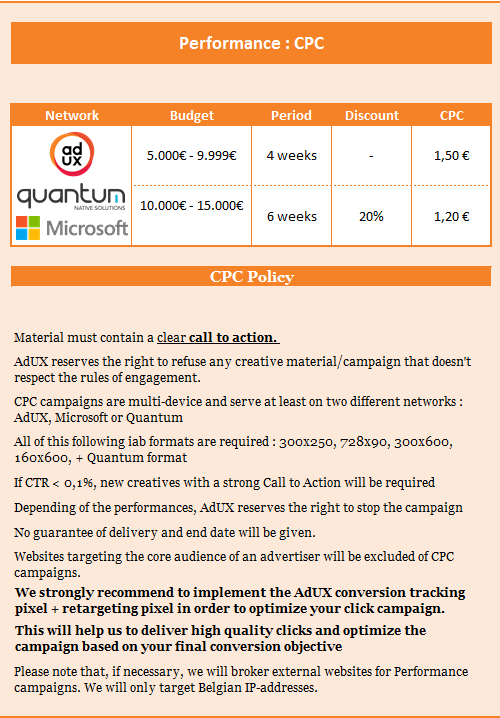 Performance : CPC
Network Budget Period Discount CPC
ad
ux
5.000€ - 9.999€ 4 weeks - 1,50 €
quantum
NATIVE SOLUTIONS
10.000€ - 15.000€
6 weeks 20% 1,20 €
Microsoft
CPC Policy
Material must contain a clear call to action.
AdUX reserves the right to refuse any creative material/campaign that doesn't
respect the rules of engagement.
CPC campaigns are multi-device and serve at least on two different networks :
AdUX, Microsoft or Quantum
All of this following iab formats are required : 300x250, 728x90, 300x600,
160x600, + Quantum format
If CTR < 0,1%, new creatives with a strong Call to Action will be required
Depending of the performances, AdUX reserves the right to stop the campaign
No guarantee of delivery and end date will be given.
Websites targeting the core audience of an advertiser will be excluded of CPC
campaigns.
We strongly recommend to implement the AdUX conversion tracking
pixel + retargeting pixel in order to optimize your click campaign.
This will help us to deliver high quality clicks and optimize the
campaign based on your final conversion objective
Please note that, if necessary, we will broker external websites for Performance
campaigns. We will only target Belgian IP-addresses.